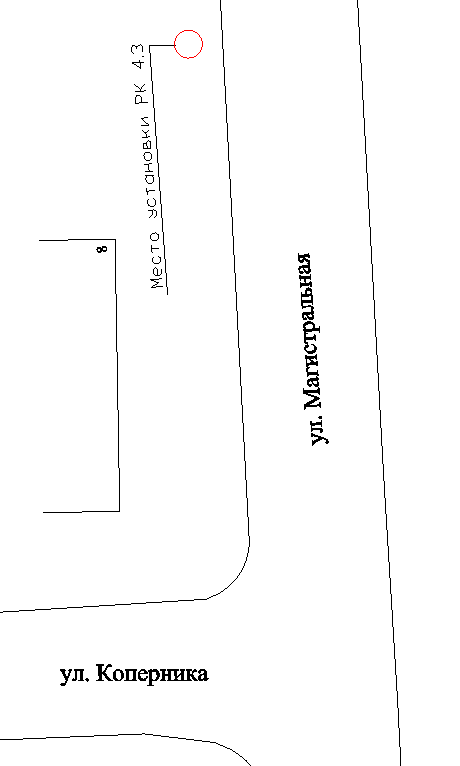 Место установки РК 4.3
8
ул. Магистральная
ул. Коперника